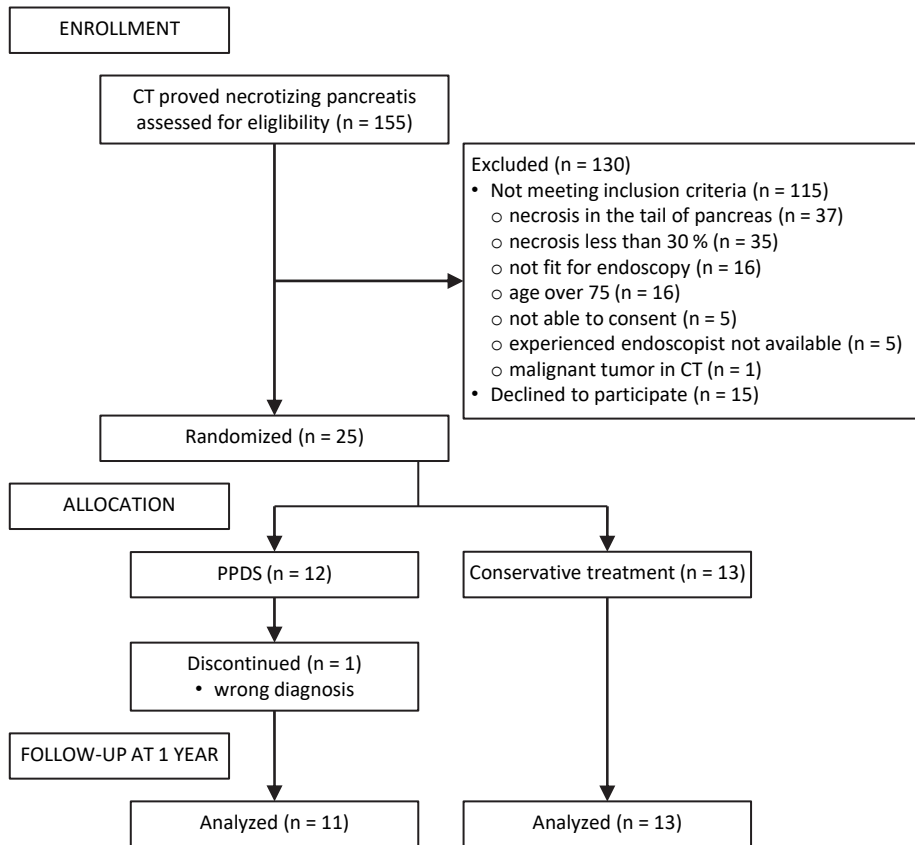 ENROLLMENT
CT proved necrotizing pancreatis
assessed for eliglibility (n = 155)
Excluded (n = 130)
• Not meeting inclusion criteria (n = 115)
o necrosis in the tail of pancreas (n = 37)
o necrosis less than 30 % (n = 35)
o not fit for endoscopy (n = 16)
o age over 75 (n = 16)
o not able to consent (n = 5)
o experienced endoscopist not available (n = 5)
o malignant tumor in CT (n = 1)
• Declined to participate (n = 15)
Randomized (n = 25)
ALLOCATION
PPDS (n = 12)
Conservative treatment (n = 13)
Discontinued (n = 1)
• wrong diagnosis
FOLLOW-UP AT 1 YEAR
Analyzed (n = 11)
Analyzed (n = 13)